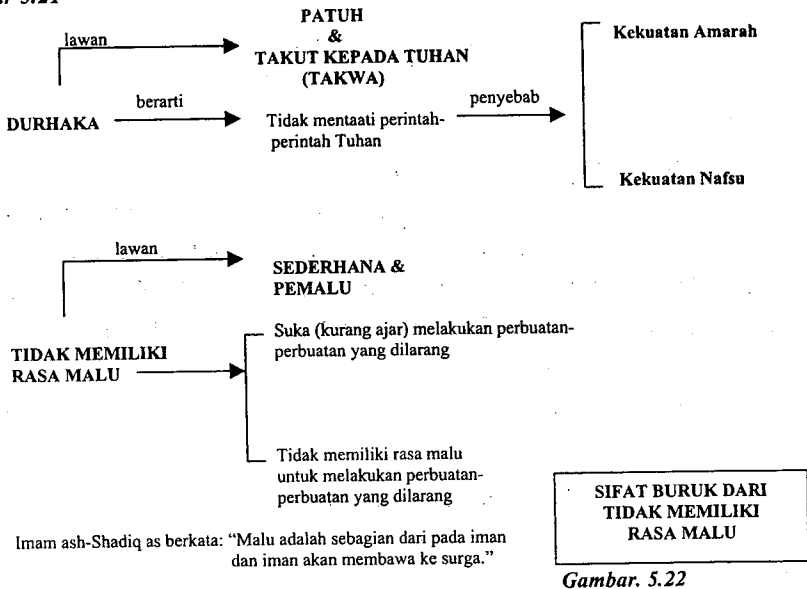 5.21
PATUH
&
TAKUT KEPADA TUHAN
(TAKWA)
lawan
Kekuatan Amarah
DURHAKA
berarti
Tidak mentaati perintah-
perintah Tuhan
penyebab
Kekuatan Nafsu
lawan
SEDERHANA &
PEMALU
TIDAK MEMILIKI
RASA MALU
Suka (kurang ajar) melakukan perbuatan-
perbuatan yang dilarang
Tidak memiliki rasa malu
untuk melakukan perbuatan-
perbuatan yang dilarang
SIFAT BURUK DARI
TIDAK MEMILIKI
RASA MALU
Imam ash-Shadiq as berkata: “Malu adalah sebagian dari pada iman
dan iman akan membawa ke surga.”
Gambar. 5.22